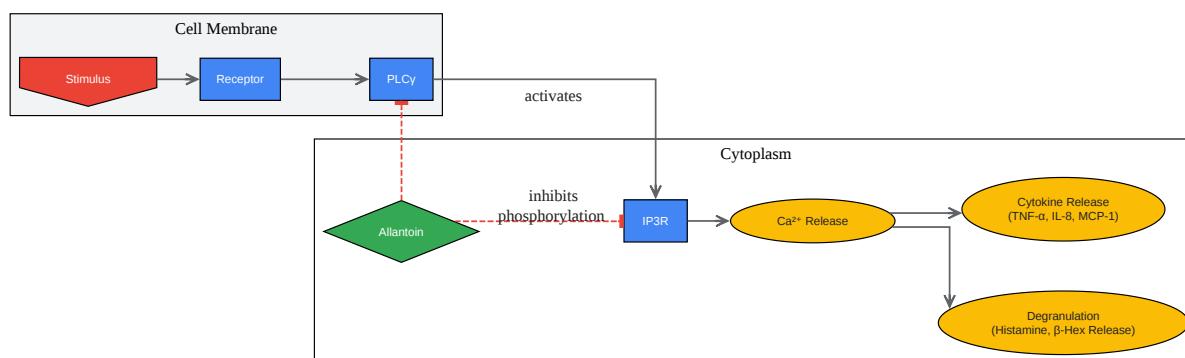 Cell Membrane
Stimulus
Receptor
PLCγ
activates
Cytoplasm
inhibits
phosphorylation
Allantoin
IP3R
Ca²⁺ Release
Cytokine Release
(TNF-α, IL-8, MCP-1)
Degranulation
(Histamine, β-Hex Release)